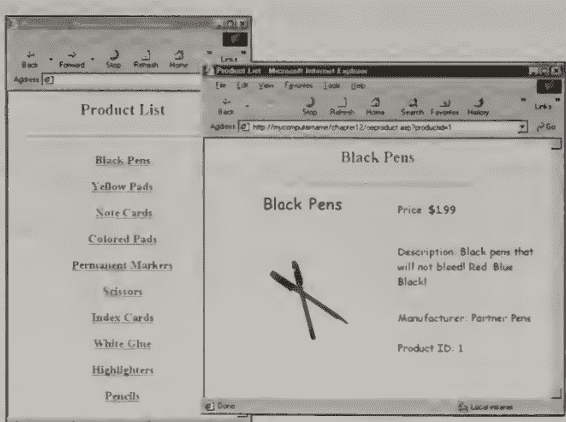 Back Forward Stop Refresh Home Links
Address
Product List
Black Pens
Yellow Pads
Note Cards
Colored Pads
Permanent Markers
Scissors
Index Cards
White Glue
Highlighters
Pencils
Product List - Microsoft Internet Explorer
File Edit View Favorites Tools Help
Back Stop Refresh Home Search Favorites History Links
Address http://mycomputername/chapter12/seproduct.asp?productid=1 Go
Black Pens
Black Pens
Price $1.99
Description: Black pens that
will not bleed! Red Blue
Black!
Manufacturer: Partner Pens
Product ID: 1
Done Local intranet